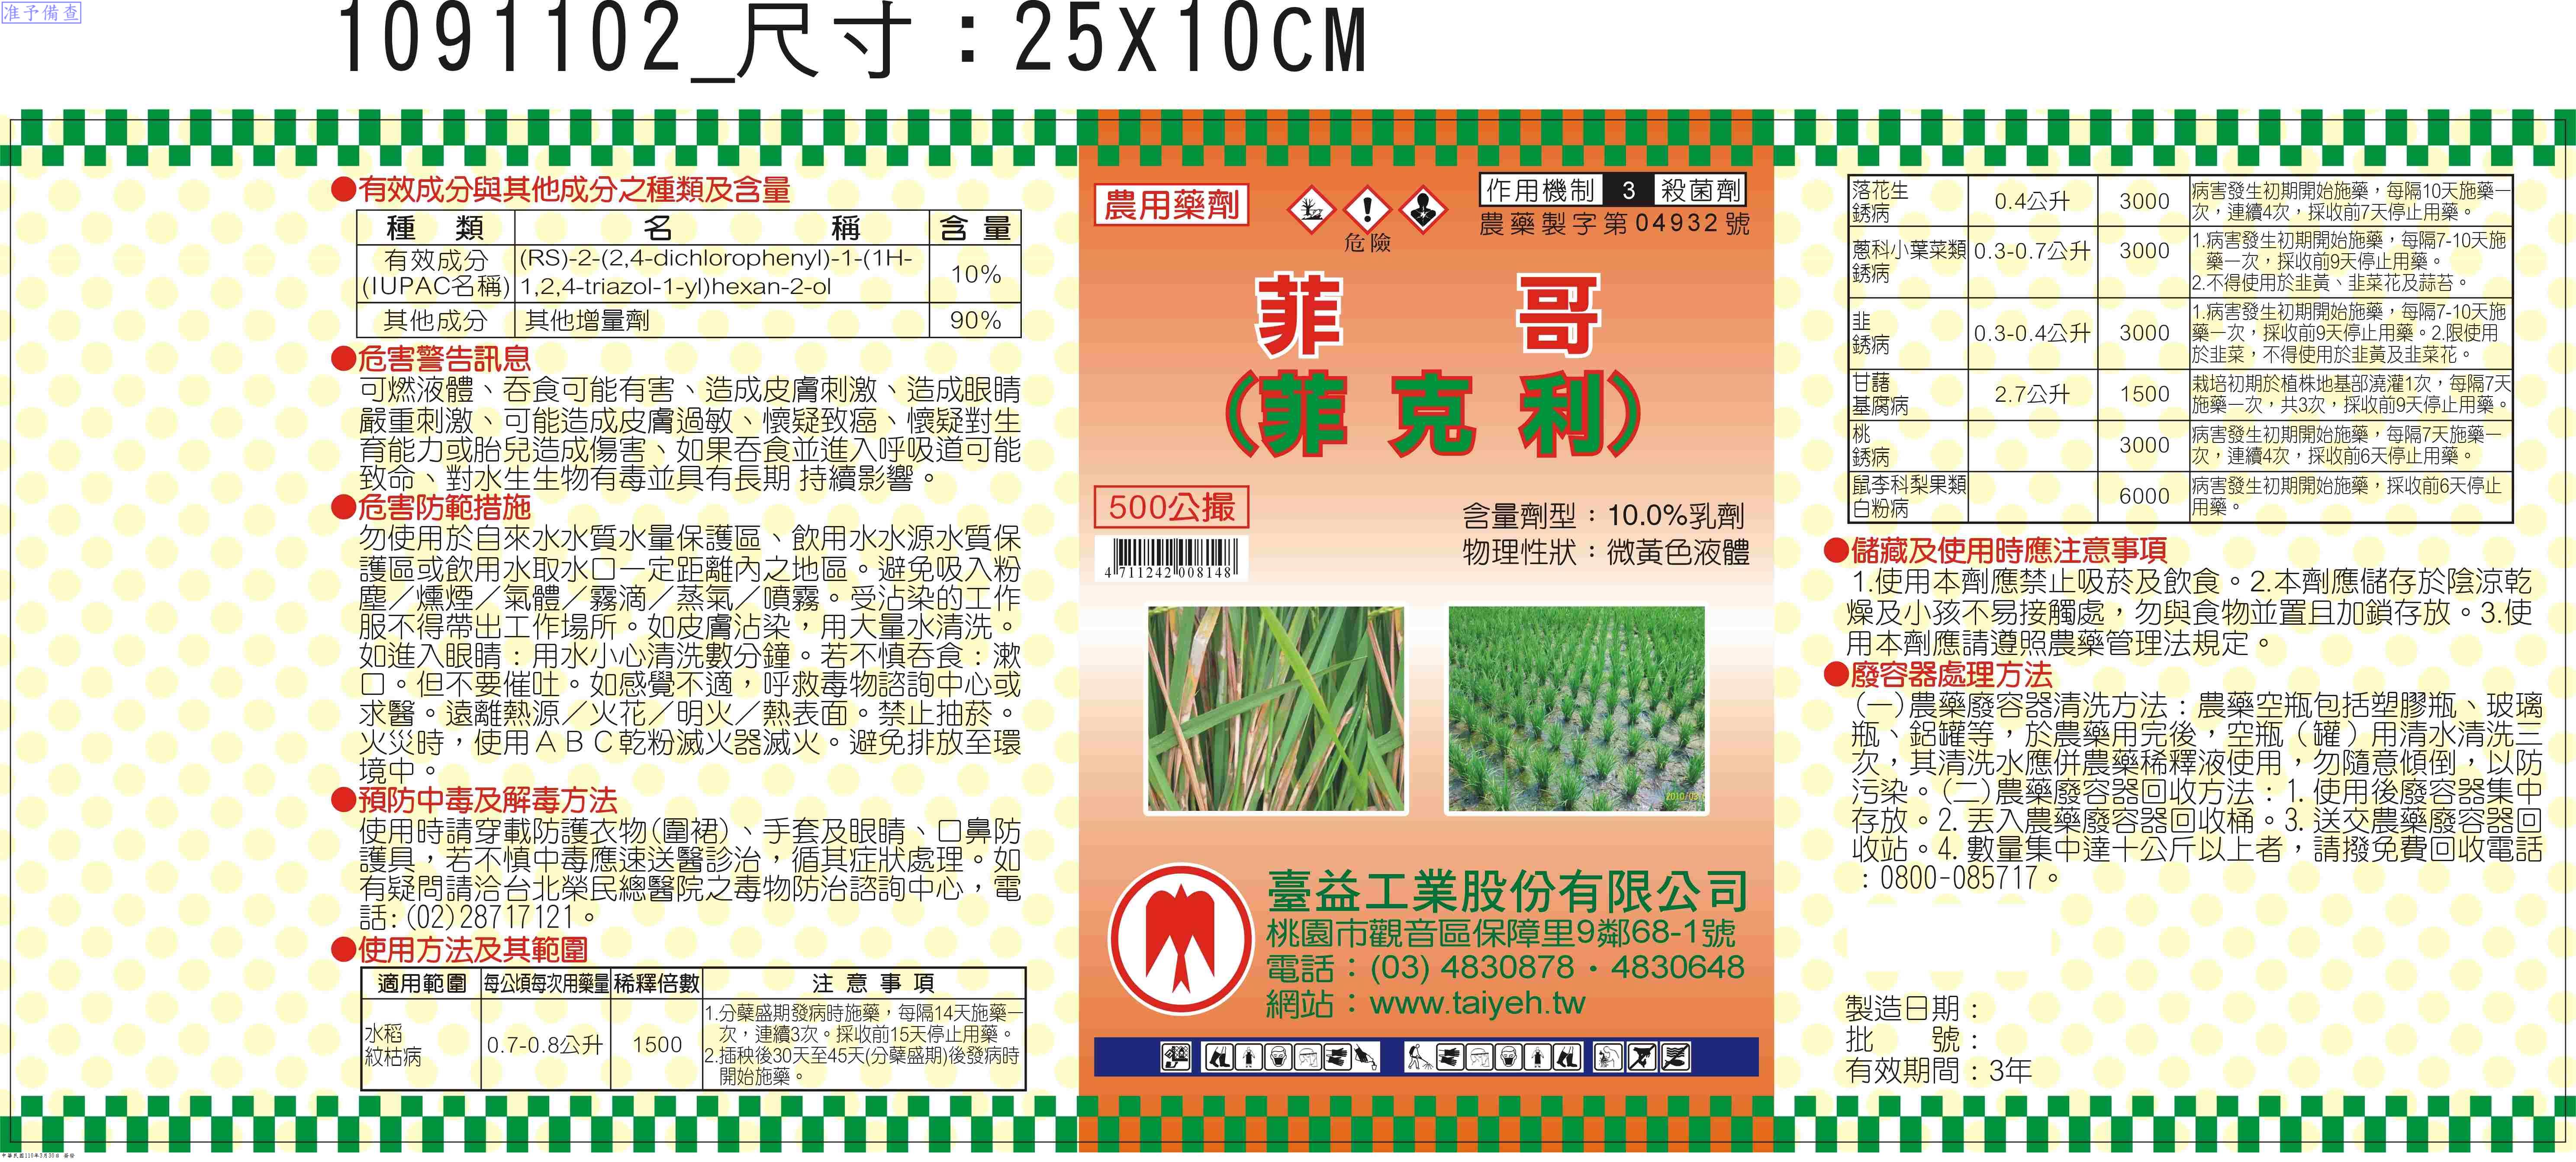 准予備查
1091102_尺寸：25X10CM
●有效成分與其他成分之種類及含量
種　類　名　稱　含 量
有效成分
(IUPAC名稱)
(RS)-2-(2,4-dichlorophenyl)-1-(1H-
1,2,4-triazol-1-yl)hexan-2-ol
10%
其他成分　其他增量劑　90%
●危害警告訊息
可燃液體、吞食可能有害、造成皮膚刺激、造成眼睛
嚴重刺激、可能造成皮膚過敏、懷疑致癌、懷疑對生
育能力或胎兒造成傷害、如果吞食並進入呼吸道可能
致命、對水生生物有毒並具有長期 持續影響。
●危害防範措施
勿使用於自來水水質水量保護區、飲用水水源水質保
護區或飲用水取水口一定距離內之地區。避免吸入粉
塵／燻煙／氣體／霧滴／蒸氣／噴霧。受沾染的工作
服不得帶出工作場所。如皮膚沾染，用大量水清洗。
如進入眼睛：用水小心清洗數分鐘。若不慎吞食：漱
口。但不要催吐。如感覺不適，呼救毒物諮詢中心或
求醫。遠離熱源／火花／明火／熱表面。禁止抽菸。
火災時，使用ＡＢＣ乾粉滅火器滅火。避免排放至環
境中。
●預防中毒及解毒方法
使用時請穿載防護衣物(圍裙)、手套及眼睛、口鼻防
護具，若不慎中毒應速送醫診治，循其症狀處理。如
有疑問請洽台北榮民總醫院之毒物防治諮詢中心，電
話:(02)28717121。
●使用方法及其範圍
適用範圍　每公頃每次用藥量　稀釋倍數　注 意 事 項
水稻
紋枯病
0.7-0.8公升　1500
1.分蘗盛期發病時施藥，每隔14天施藥一
次，連續3次。採收前15天停止用藥。
2.插秧後30天至45天(分蘗盛期)後發病時
開始施藥。
農用藥劑
危險
作用機制 3 殺菌劑
農藥製字第04932號
菲 哥
(菲克利)
500公撮
4 711242 008148
含量劑型：10.0%乳劑
物理性狀：微黃色液體
臺益工業股份有限公司
桃園市觀音區保障里9鄰68-1號
電話：(03) 4830878・4830648
網站：www.taiyeh.tw
落花生
銹病
0.4公升　3000
病害發生初期開始施藥，每隔10天施藥一
次，連續4次，採收前7天停止用藥。
蔥科小葉菜類
銹病
0.3-0.7公升　3000
1.病害發生初期開始施藥，每隔7-10天施
藥一次，採收前9天停止用藥。
2.不得使用於韭黃、韭菜花及蒜苔。
韭
銹病
0.3-0.4公升　3000
1.病害發生初期開始施藥，每隔7-10天施
藥一次，採收前9天停止用藥。2.限使用
於韭菜，不得使用於韭黃及韭菜花。
甘藷
基腐病
2.7公升　1500
栽培初期於植株地基部澆灌1次，每隔7天
施藥一次，共3次，採收前9天停止用藥。
桃
銹病
3000
病害發生初期開始施藥，每隔7天施藥一
次，連續4次，採收前6天停止用藥。
鼠李科梨果類
白粉病
6000
病害發生初期開始施藥，採收前6天停止
用藥。
●儲藏及使用時應注意事項
1.使用本劑應禁止吸菸及飲食。2.本劑應儲存於陰涼乾
燥及小孩不易接觸處，勿與食物並置且加鎖存放。3.使
用本劑應請遵照農藥管理法規定。
●廢容器處理方法
(一)農藥廢容器清洗方法：農藥空瓶包括塑膠瓶、玻璃
瓶、鋁罐等，於農藥用完後，空瓶（罐）用清水清洗三
次，其清洗水應併農藥稀釋液使用，勿隨意傾倒，以防
污染。(二)農藥廢容器回收方法：1. 使用後廢容器集中
存放。2. 丟入農藥廢容器回收桶。3. 送交農藥廢容器回
收站。4. 數量集中達十公斤以上者，請撥免費回收電話
：0800-085717。
製造日期：
批　　號：
有效期間：3年